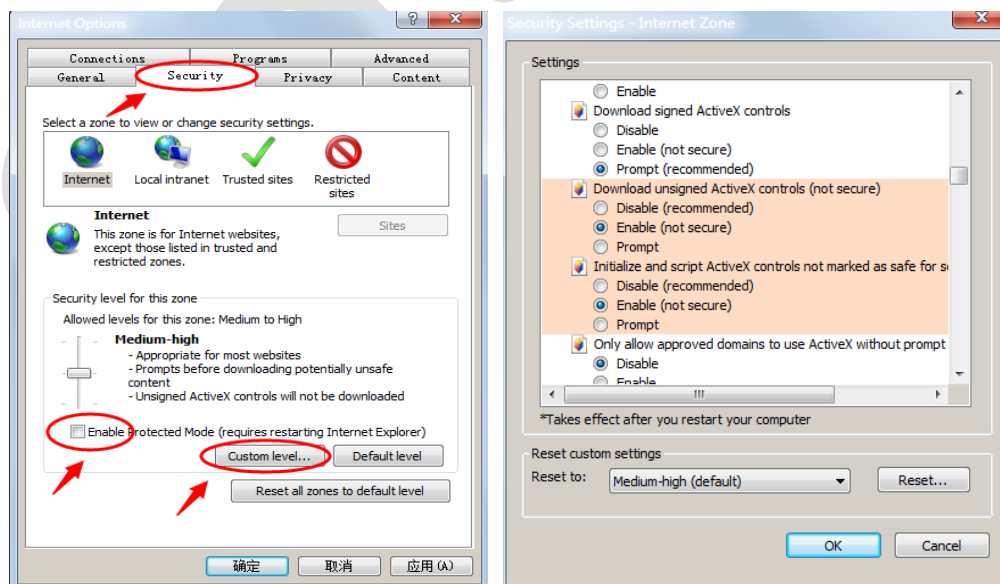 Internet Options
Connections Programs Advanced
General Security Privacy Content
Select a zone to view or change security settings.
Internet Local intranet Trusted sites Restricted
sites
Internet
Sites
This zone is for Internet websites,
except those listed in trusted and
restricted zones.
Security level for this zone
Allowed levels for this zone: Medium to High
Medium-high
- Appropriate for most websites
- Prompts before downloading potentially unsafe
content
- Unsigned ActiveX controls will not be downloaded
Enable Protected Mode (requires restarting Internet Explorer)
Custom level... Default level
Reset all zones to default level
确定 取消 应用(A)
Security Settings - Internet Zone
Settings
Enable
Download signed ActiveX controls
Disable
Enable (not secure)
Prompt (recommended)
Download unsigned ActiveX controls (not secure)
Disable (recommended)
Enable (not secure)
Prompt
Initialize and script ActiveX controls not marked as safe for s
Disable (recommended)
Enable (not secure)
Prompt
Only allow approved domains to use ActiveX without prompt
Disable
Enable
*Takes effect after you restart your computer
Reset custom settings
Reset to: Medium-high (default) Reset...
OK Cancel